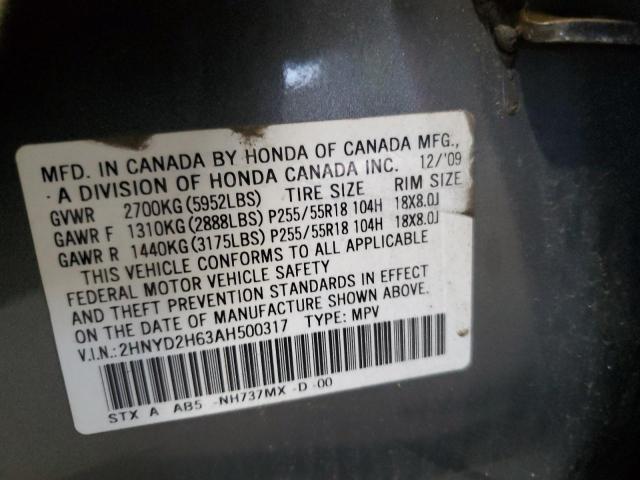 MFD. IN CANADA BY HONDA OF CANADA MFG.,
A DIVISION OF HONDA CANADA INC. 12/'09
GVWR 2700KG(5952LBS) TIRE SIZE RIM SIZE
GAWR F 1310KG(2888LBS) P255/55R18 104H 18X8.0J
GAWR R 1440KG(3175LBS) P255/55R18 104H 18X8.0J
THIS VEHICLE CONFORMS TO ALL APPLICABLE
FEDERAL MOTOR VEHICLE SAFETY
AND THEFT PREVENTION STANDARDS IN EFFECT
ON THE DATE OF MANUFACTURE SHOWN ABOVE.
V.I.N.:2HNYD2H63AH500317 TYPE: MPV
STX A AB5 -NH737MX -D -00